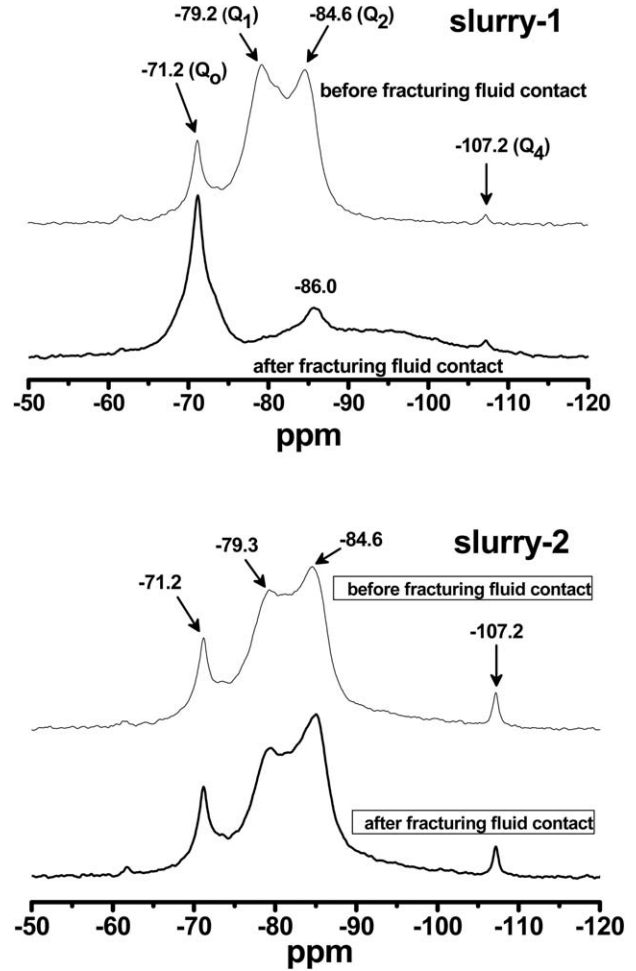 -79.2 (Q1)
-84.6 (Q2)
slurry-1
-71.2 (Qo)
before fracturing fluid contact
-107.2 (Q4)
-86.0
after fracturing fluid contact
-50 -60 -70 -80 -90 -100 -110 -120
ppm
-79.3
-84.6
slurry-2
-71.2
before fracturing fluid contact
-107.2
after fracturing fluid contact
-50 -60 -70 -80 -90 -100 -110 -120
ppm